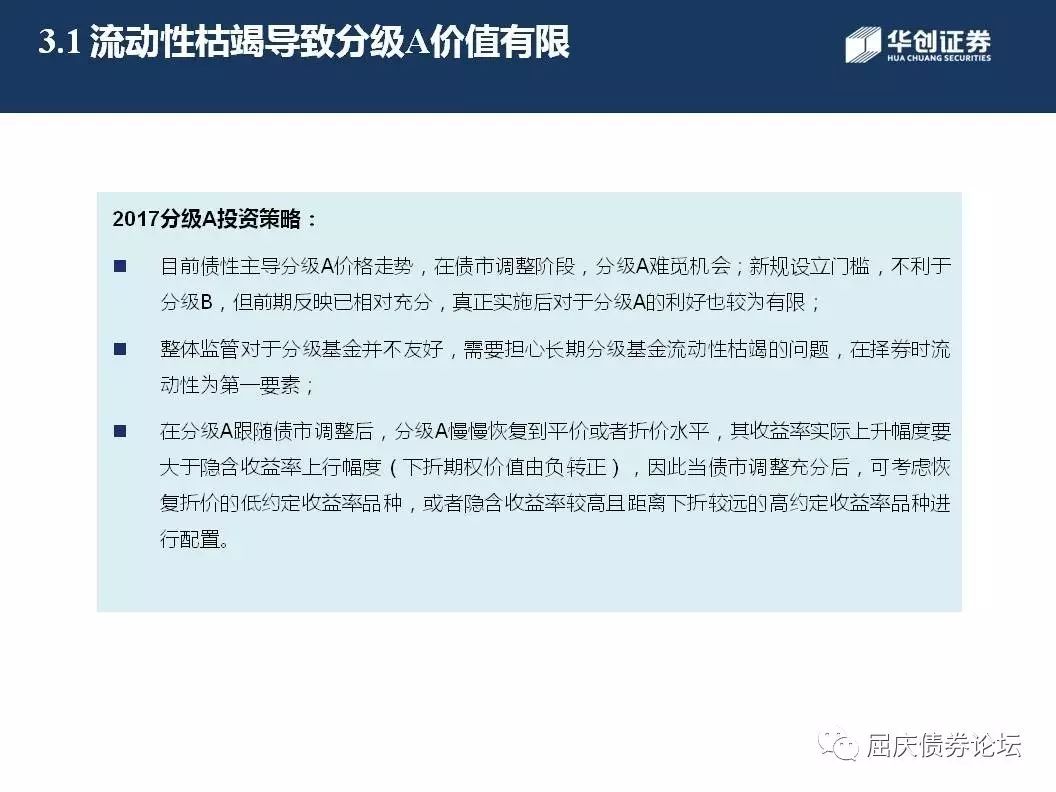 3.1 流动性枯竭导致分级A价值有限
华创证券
HUA CHUANG SECURITIES
2017分级A投资策略：
目前债性主导分级A价格走势，在债市调整阶段，分级A难觅机会；新规设立门槛，不利于
分级B，但前期反映已相对充分，真正实施后对于分级A的利好也较为有限；
整体监管对于分级基金并不友好，需要担心长期分级基金流动性枯竭的问题，在择券时流
动性为第一要素；
在分级A跟随债市调整后，分级A慢慢恢复到平价或者折价水平，其收益率实际上升幅度要
大于隐含收益率上行幅度（下折期权价值由负转正），因此当债市调整充分后，可考虑恢
复折价的低约定收益率品种，或者隐含收益率较高且距离下折较远的高约定收益率品种进
行配置。
屈庆债券论坛